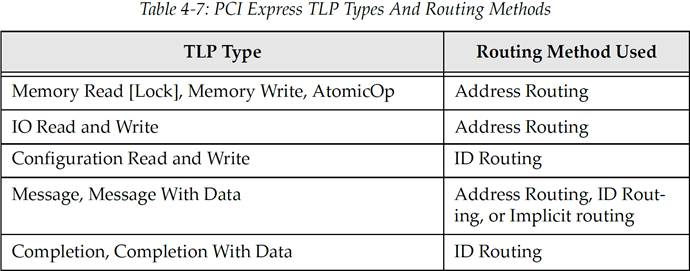 Table 4-7: PCI Express TLP Types And Routing Methods
TLP Type
Routing Method Used
Memory Read [Lock], Memory Write, AtomicOp
Address Routing
IO Read and Write
Address Routing
Configuration Read and Write
ID Routing
Message, Message With Data
Address Routing, ID Rout-
ing, or Implicit routing
Completion, Completion With Data
ID Routing